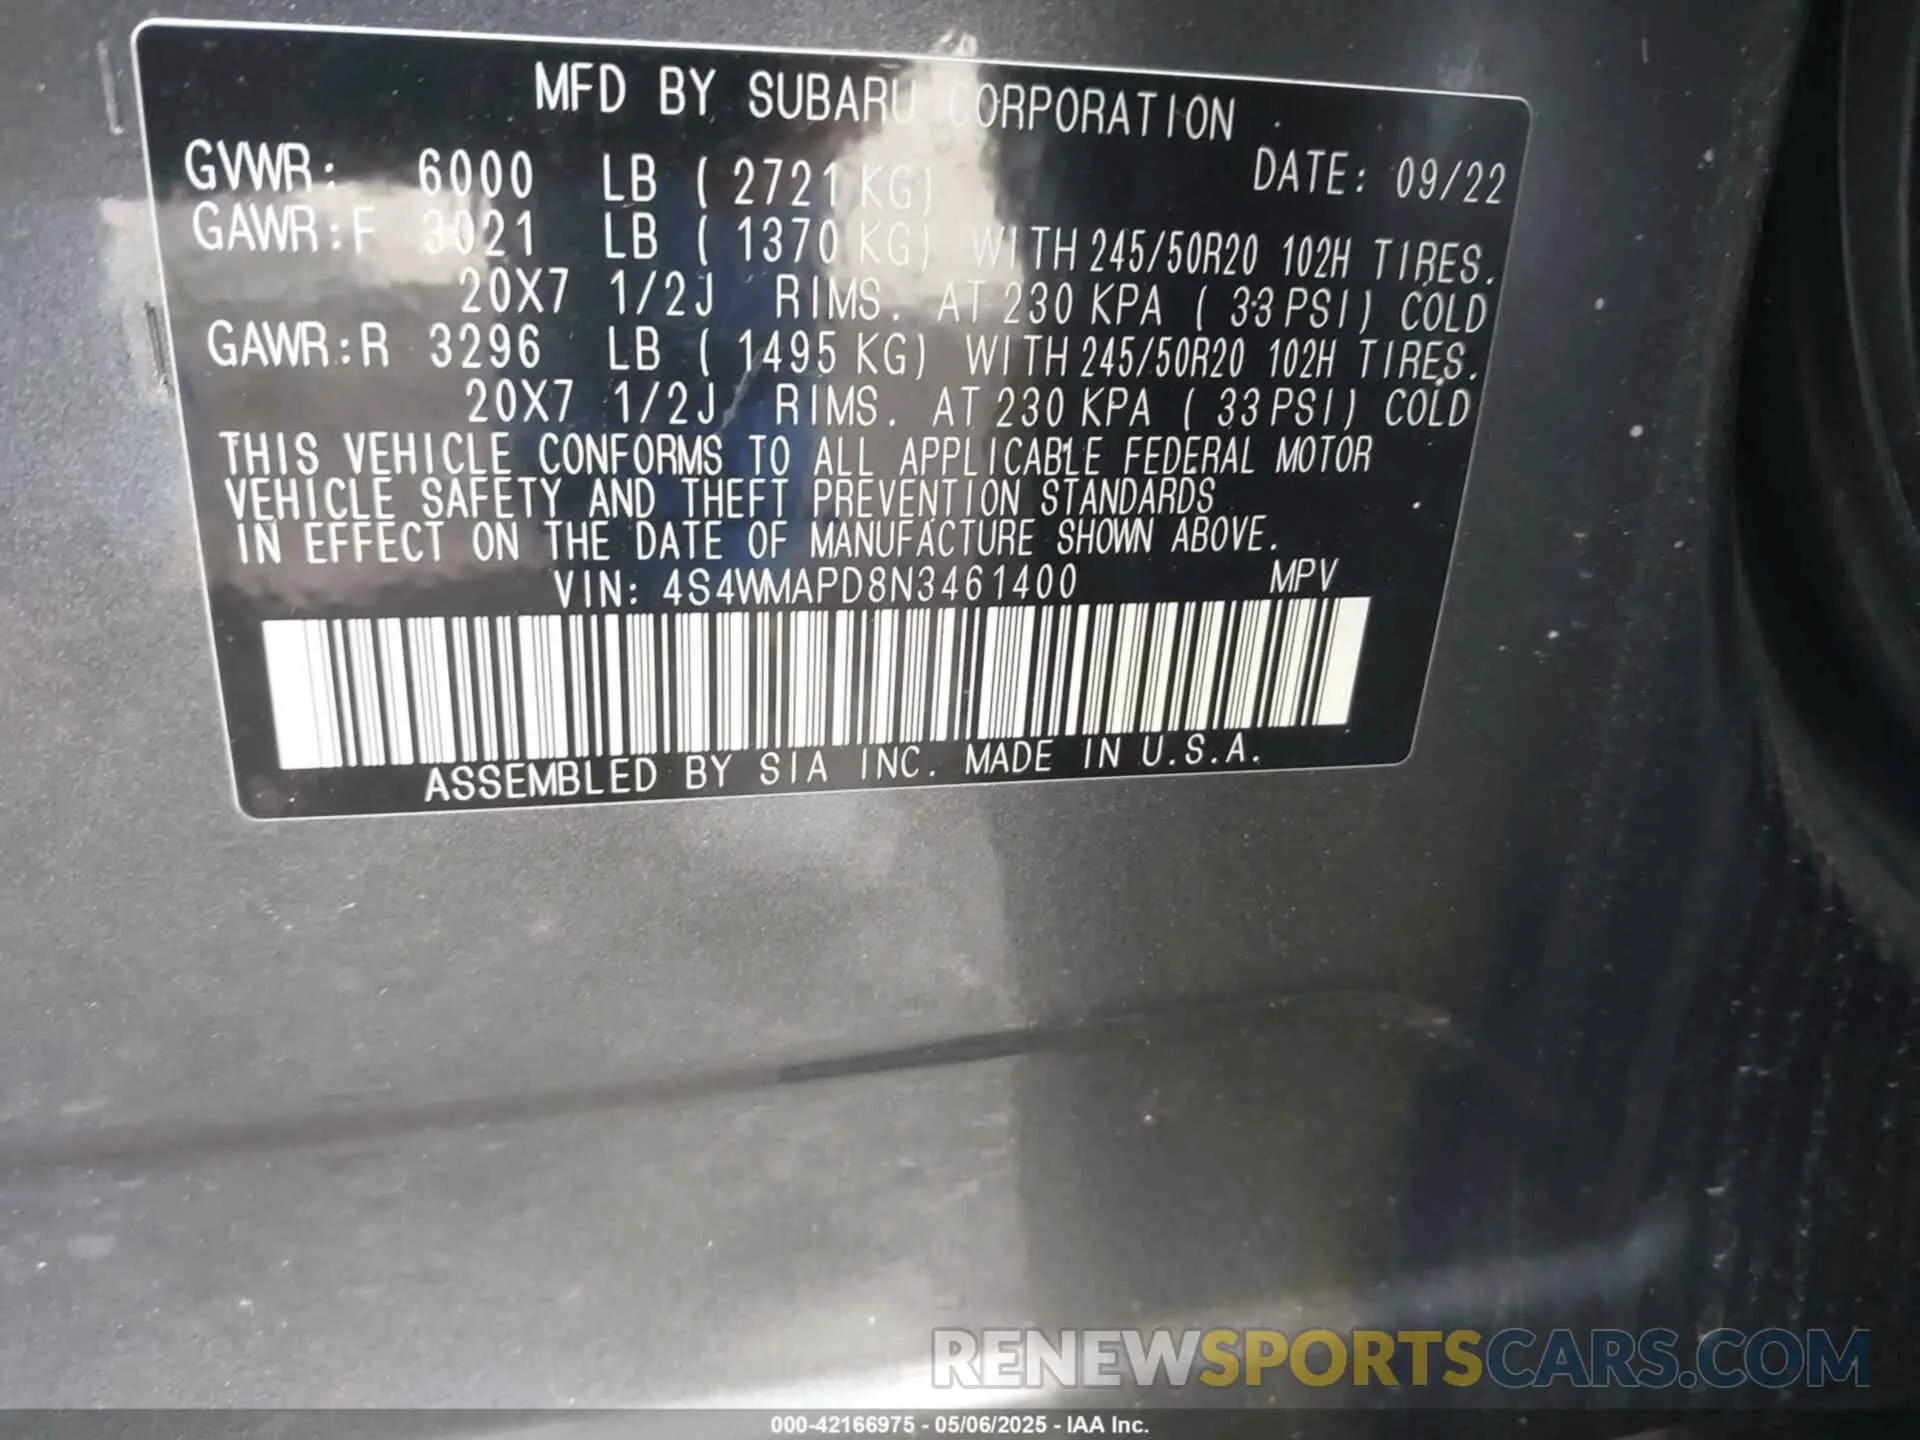 MFD BY SUBARU CORPORATION
GVWR: 6000 LB ( 2721 KG) DATE: 09/22
GAWR:F 3021 LB ( 1370 KG) WITH 245/50R20 102H TIRES.
20X7 1/2J RIMS. AT 230 KPA ( 33 PSI) COLD
GAWR:R 3296 LB ( 1495 KG) WITH 245/50R20 102H TIRES.
20X7 1/2J RIMS. AT 230 KPA ( 33 PSI) COLD
THIS VEHICLE CONFORMS TO ALL APPLICABLE FEDERAL MOTOR
VEHICLE SAFETY AND THEFT PREVENTION STANDARDS
IN EFFECT ON THE DATE OF MANUFACTURE SHOWN ABOVE.
VIN: 4S4WMAPD8N3461400 MPV
ASSEMBLED BY SIA INC. MADE IN U.S.A.
RENEWSPORTSCARS.COM
000-42166975 - 05/06/2025 - IAA Inc.